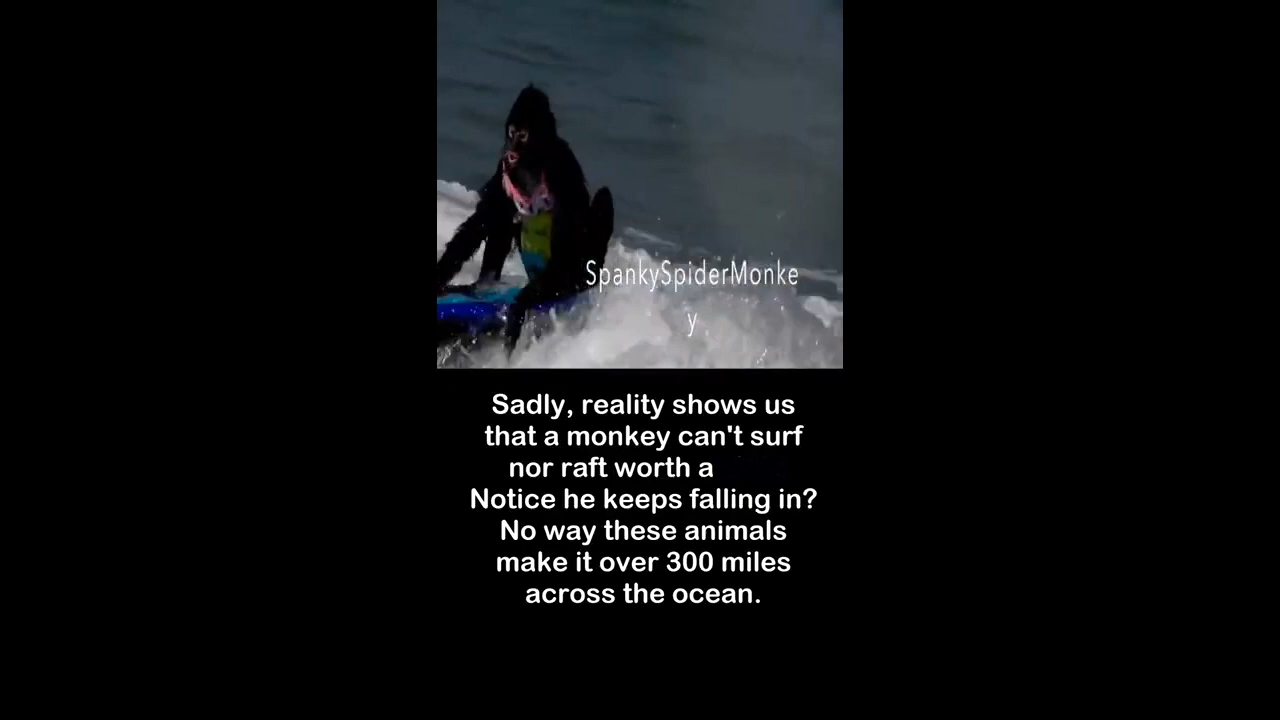 SpankySpiderMonke
y
Sadly, reality shows us
that a monkey can't surf
nor raft worth a
Notice he keeps falling in?
No way these animals
make it over 300 miles
across the ocean.